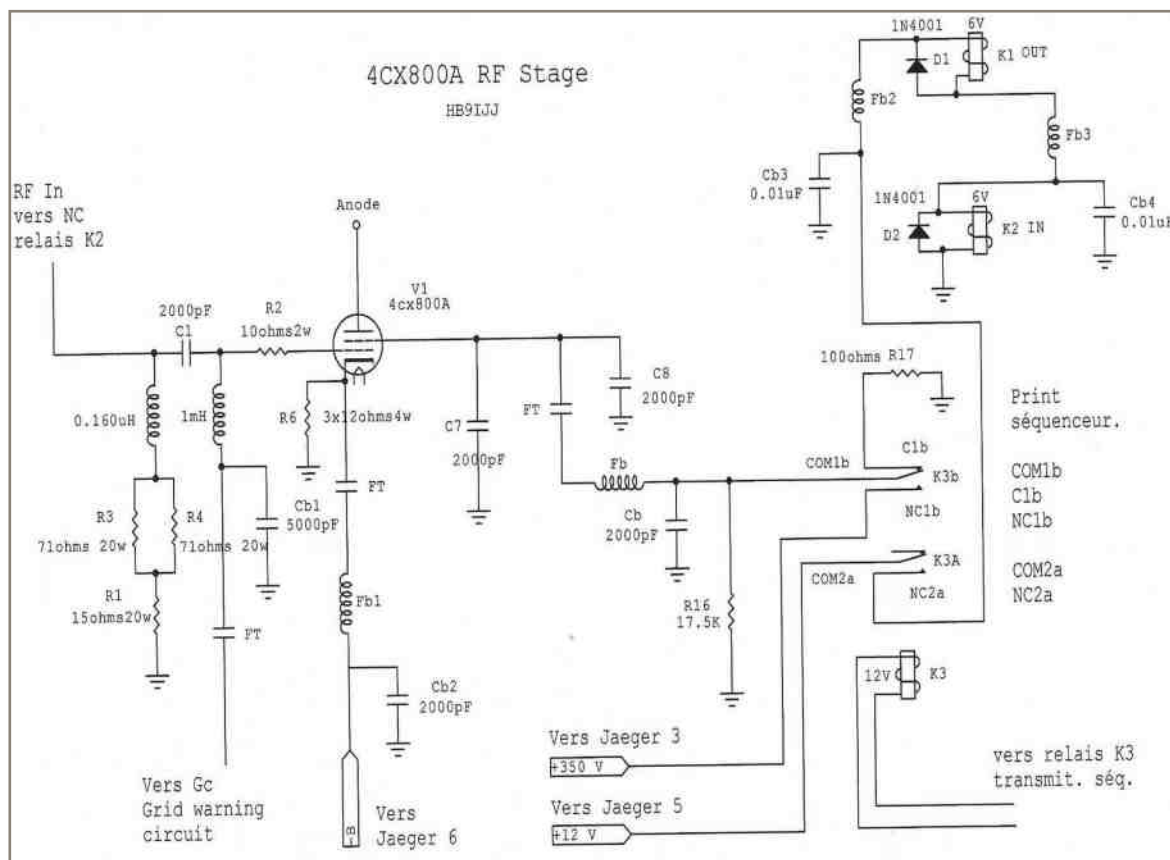 4CX800A RF Stage
HB9IJJ
1N4001
6V
D1
K1 OUT
Fb2
Fb3
Cb3
0.01uF
1N4001
6V
D2
K2 IN
Cb4
0.01uF
RF In
vers NC
relais K2
Anode
V1
4cx800A
2000pF
C1
R2
10ohms2w
0.160uH
1mH
R6
3x12ohms4w
C7
2000pF
FT
C8
2000pF
100ohms R17
Print
séquenceur.
COM1b
C1b
NC1b
COM2a
NC2a
C1b
COM1b
K3b
NC1b
K3A
COM2a
NC2a
Fb
Cb
2000pF
R16
17.5K
FT
Cb1
5000pF
R3
71ohms 20w
R4
71ohms 20w
R1
15ohms20w
FT
Fb1
Cb2
2000pF
12V
K3
Vers Gc
Grid warning
circuit
B-
Vers
Jaeger 6
Vers Jaeger 3
+350 V
Vers Jaeger 5
+12 V
vers relais K3
transmit. séq.